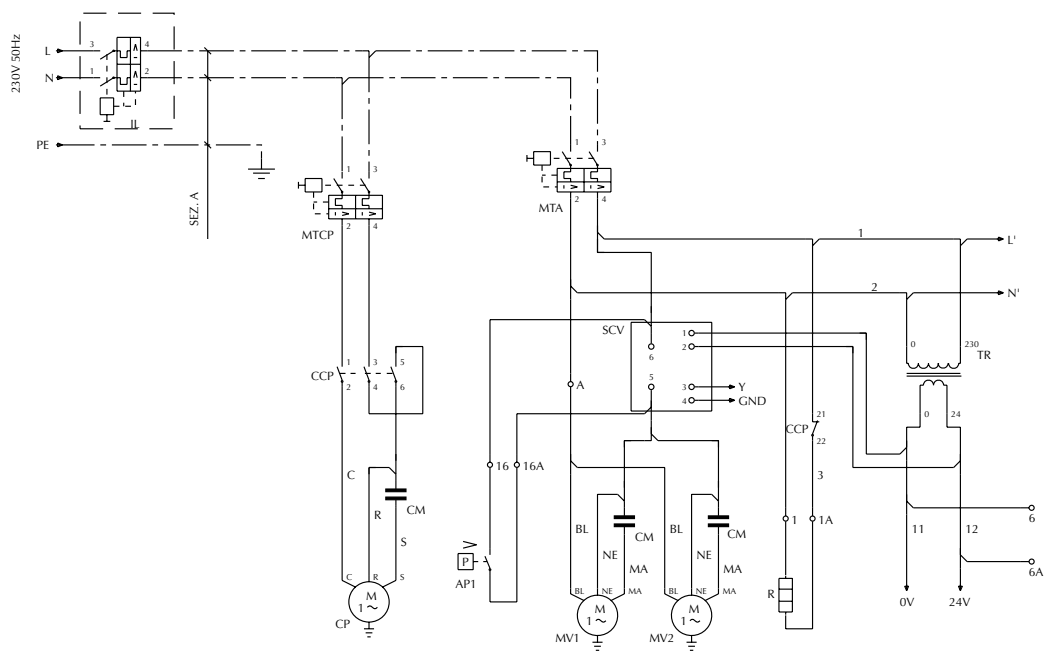 230V 50Hz
L
3
4
N
1
2
IL
PE
SEZ. A
1
3
MTCP
2
4
1
3
MTA
2
4
1
L'
2
N'
SCV
1
2
6
5
3
Y
4
GND
0
230
TR
0
24
A
CCP
1
3
5
2
4
6
CCP
21
22
3
16
16A
C
R
CM
S
BL
NE
MA
CM
BL
NE
MA
CM
1
1A
11
12
6
6A
P
AP1
R
0V
24V
C
R
S
M
1 ~
CP
BL
NE
MA
M
1 ~
MV1
BL
NE
MA
M
1 ~
MV2